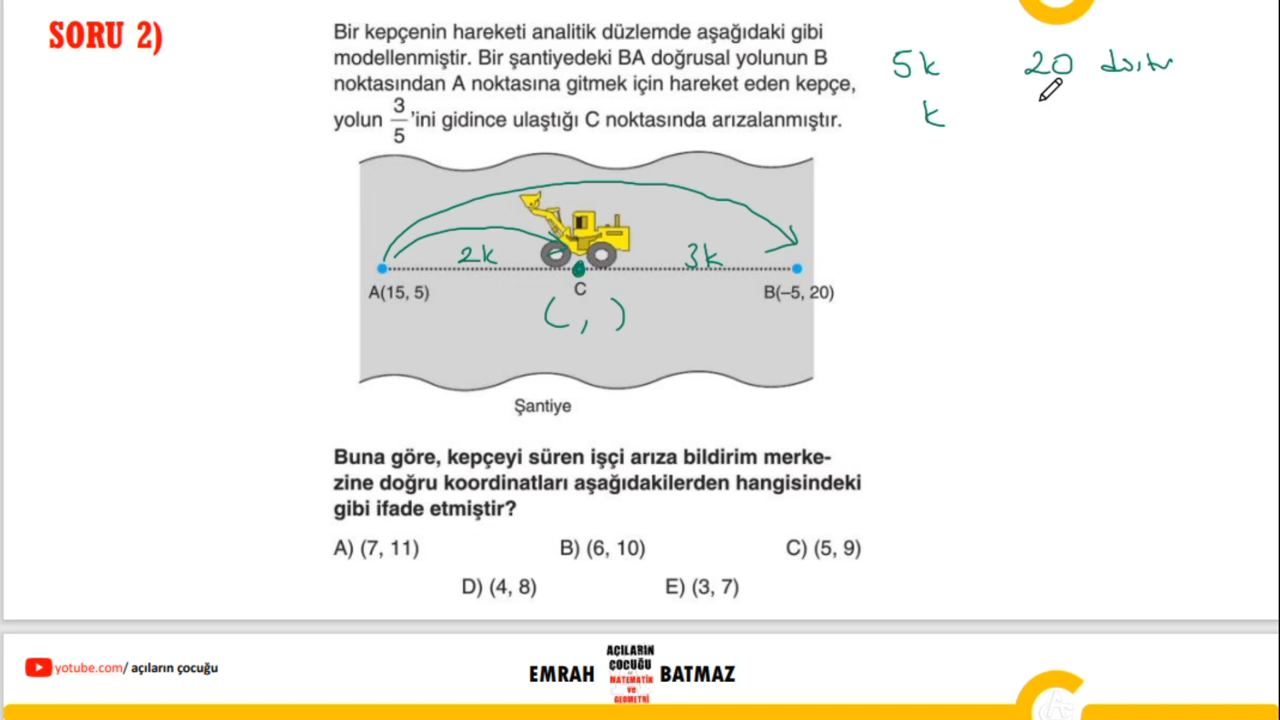 SORU 2)
Bir kepçenin hareketi analitik düzlemde aşağıdaki gibi
modellenmiştir. Bir şantiyedeki BA doğrusal yolunun B
noktasından A noktasına gitmek için hareket eden kepçe,
yolun 3/5 'ini gidince ulaştığı C noktasında arızalanmıştır.
5k 20
k
2k 3k
A(15, 5) C B(–5, 20)
( , )
Şantiye
Buna göre, kepçeyi süren işçi arıza bildirim merke-
zine doğru koordinatları aşağıdakilerden hangisindeki
gibi ifade etmiştir?
A) (7, 11) B) (6, 10) C) (5, 9)
D) (4, 8) E) (3, 7)
yotube.com/ açıların çocuğu
EMRAH AÇILARIN ÇOCUĞU MATEMATİK ve GEOMETRİ BATMAZ